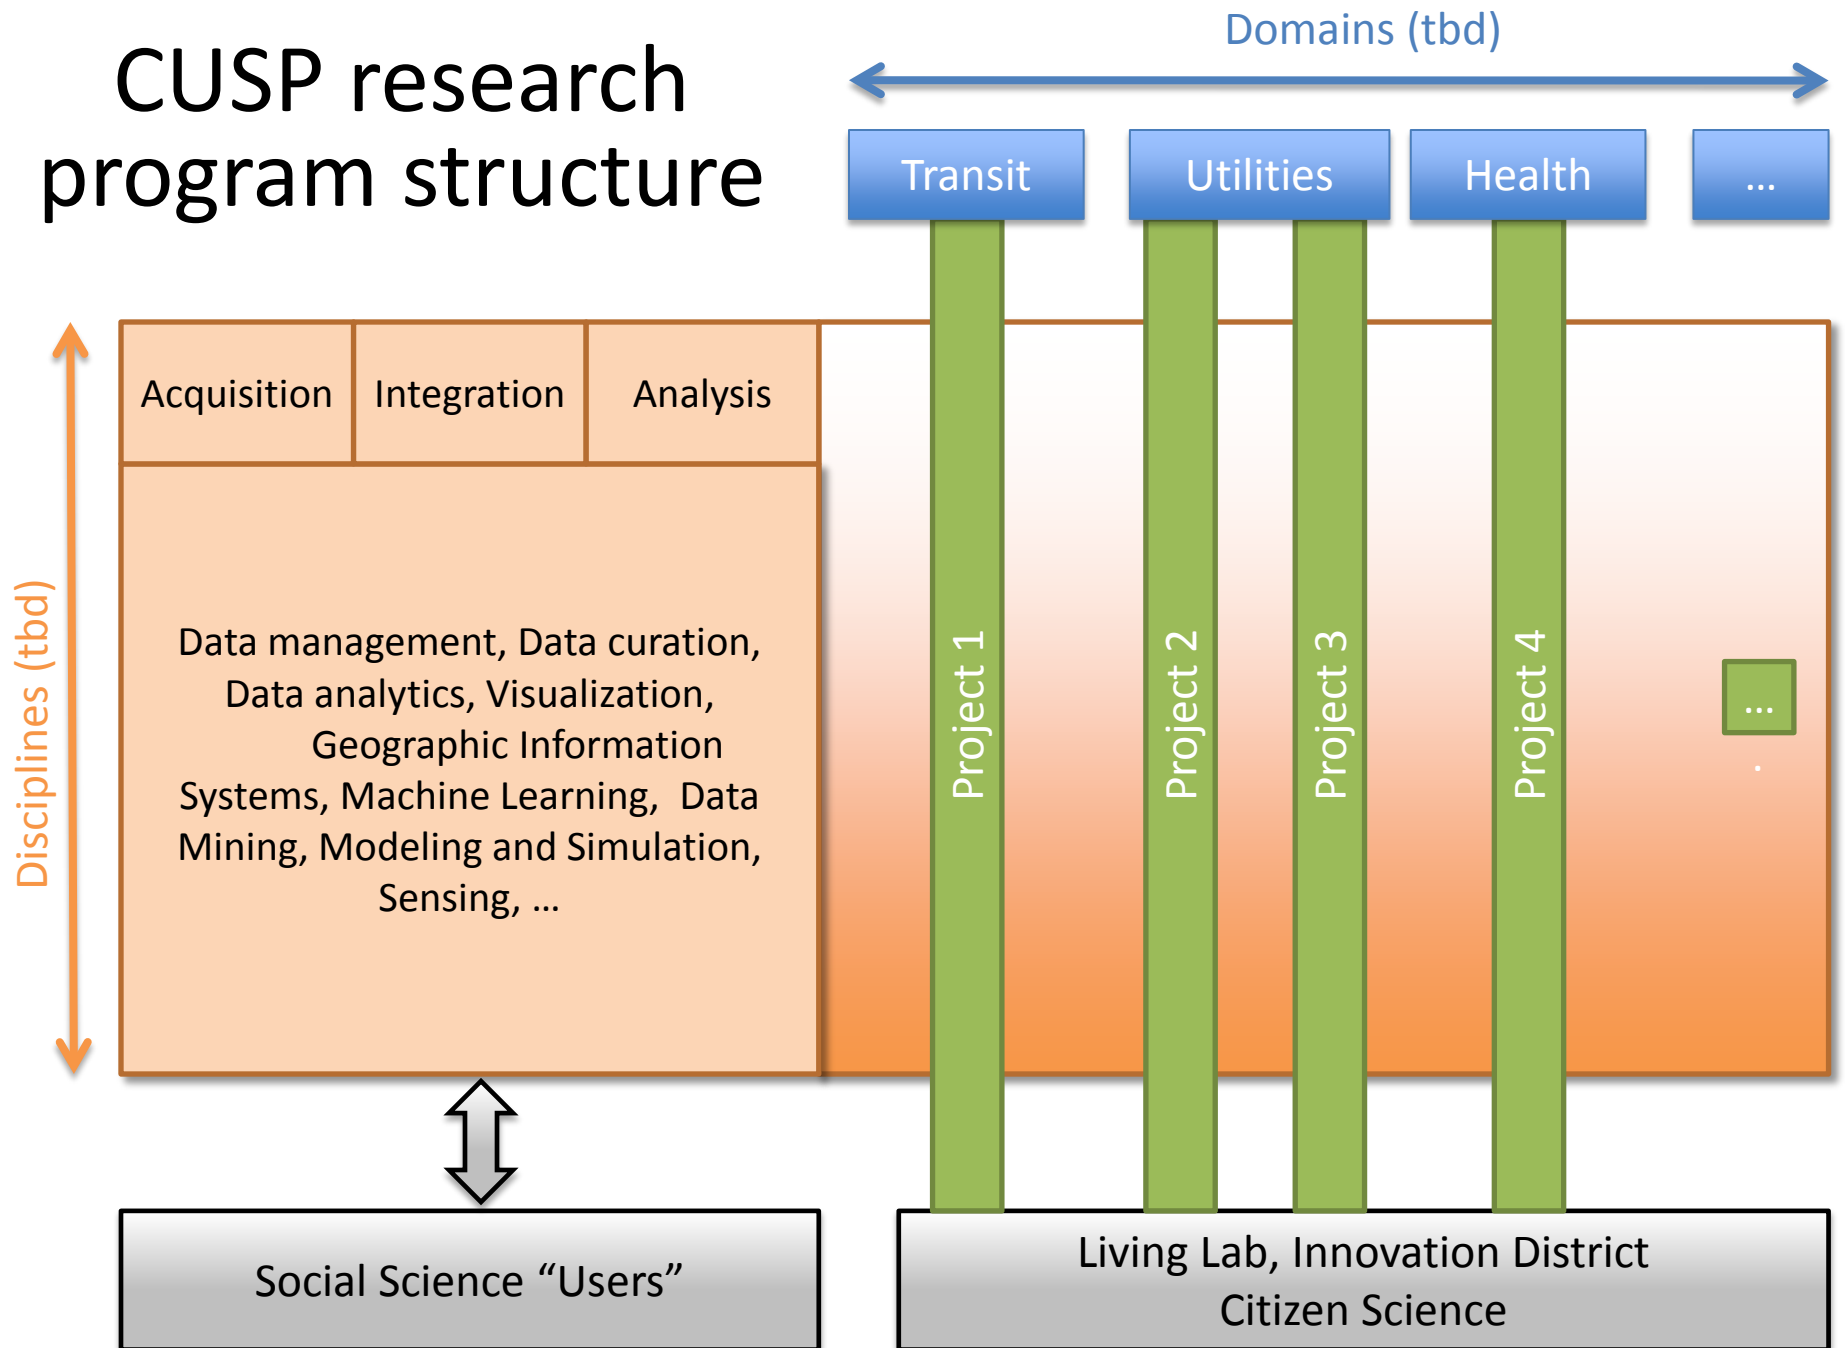 CUSP research
program structure
Domains (tbd)
Transit
Utilities
Health
...
Disciplines (tbd)
Acquisition
Integration
Analysis
Data management, Data curation,
Data analytics, Visualization,
Geographic Information
Systems, Machine Learning, Data
Mining, Modeling and Simulation,
Sensing, ...
Project 1
Project 2
Project 3
Project 4
...
.
Social Science “Users”
Living Lab, Innovation District
Citizen Science